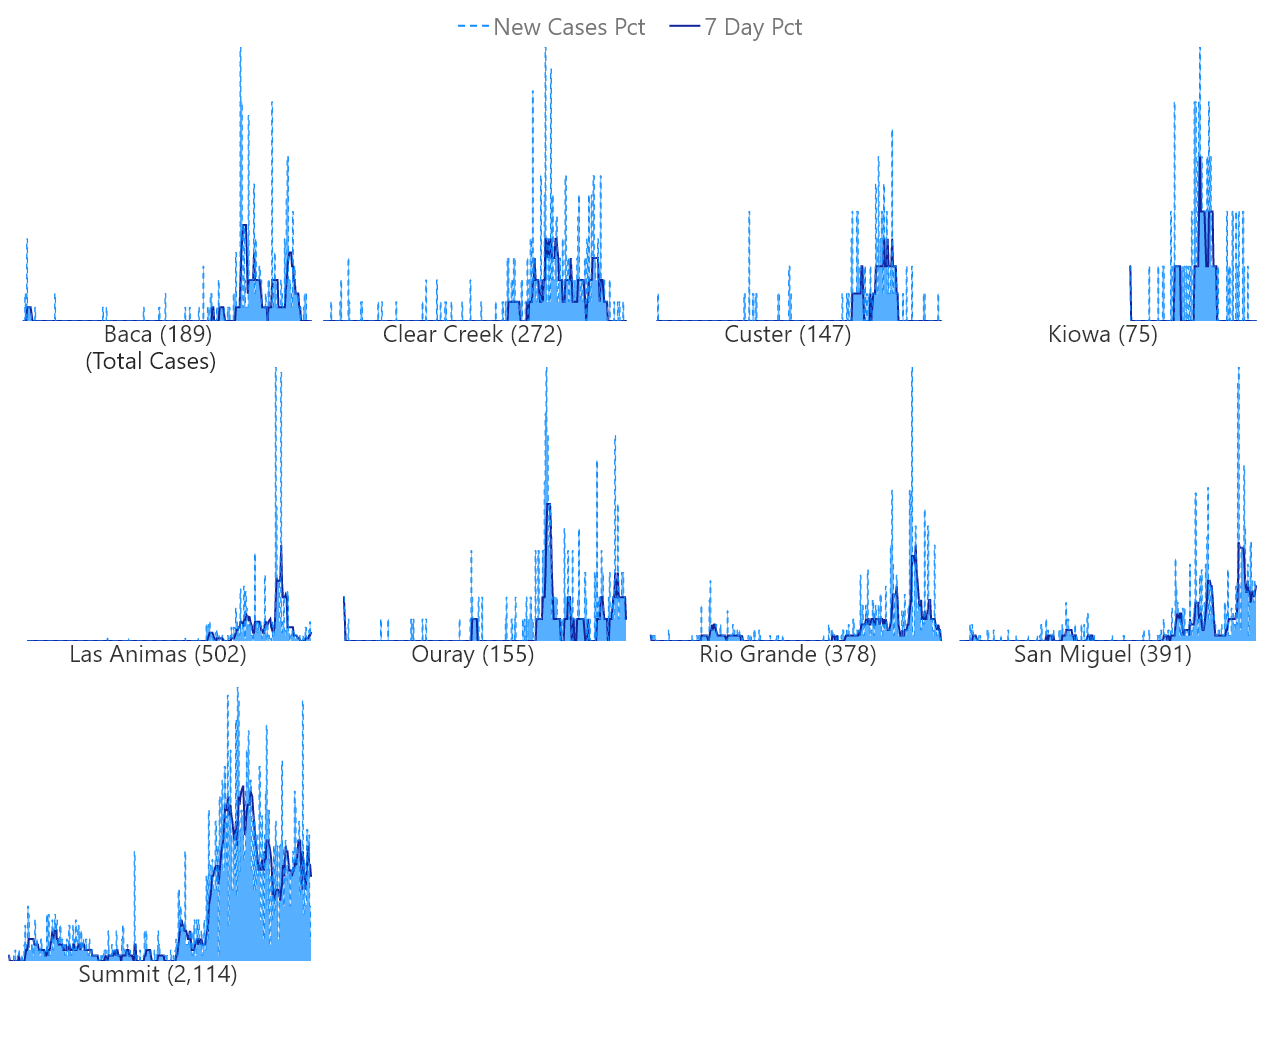 New Cases Pct 7 Day Pct
Baca (189) Clear Creek (272) Custer (147) Kiowa (75)
(Total Cases)
Las Animas (502) Ouray (155) Rio Grande (378) San Miguel (391)
Summit (2,114)